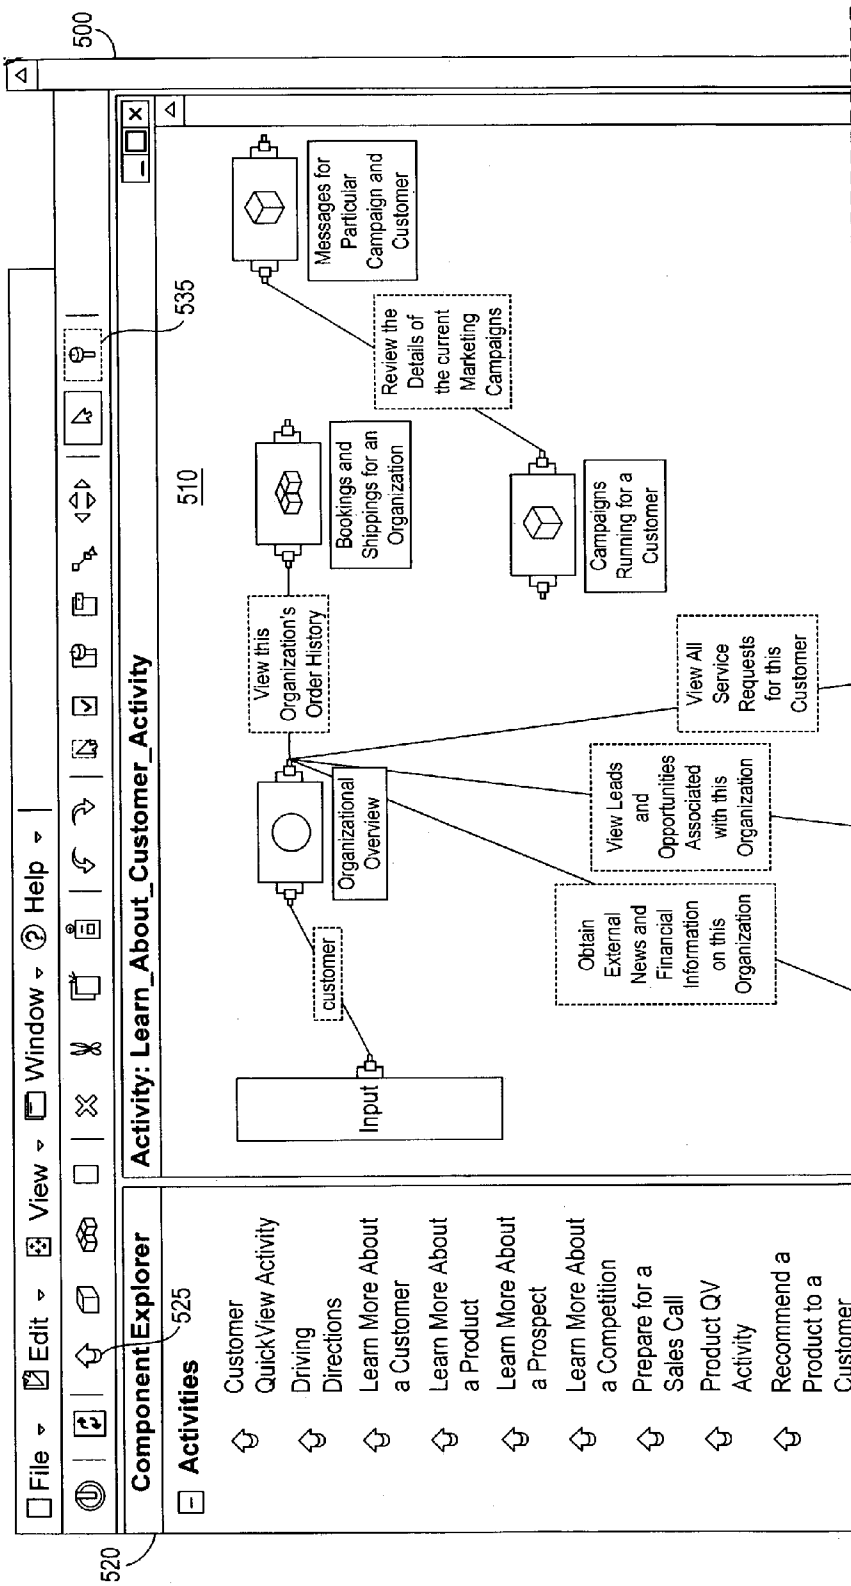 500
File Edit View Window Help
535
Component Explorer
Activity: Learn_About_Customer_Activity
520
525
510
Activities
Customer
QuickView Activity
Driving
Directions
Learn More About
a Customer
Learn More About
a Product
Learn More About
a Prospect
Learn More About
a Competition
Prepare for a
Sales Call
Product QV
Activity
Recommend a
Product to a
Customer
Input
customer
Organizational
Overview
View this
Organization's
Order History
Bookings and
Shippings for an
Organization
Messages for
Particular
Campaign and
Customer
Review the
Details of
the current
Marketing
Campaigns
Campaigns
Running for a
Customer
View All
Service
Requests
for this
Customer
View Leads
and
Opportunities
Associated
with this
Organization
Obtain
External
News and
Financial
Information
on this
Organization